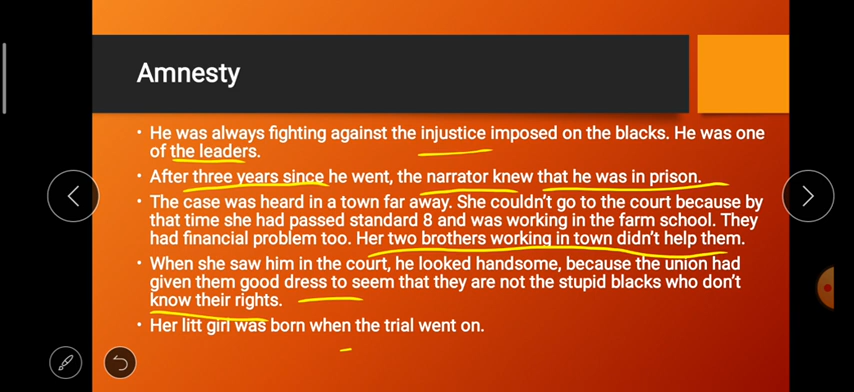 Amnesty
• He was always fighting against the injustice imposed on the blacks. He was one
of the leaders.
• After three years since he went, the narrator knew that he was in prison.
• The case was heard in a town far away. She couldn't go to the court because by
that time she had passed standard 8 and was working in the farm school. They
had financial problem too. Her two brothers working in town didn't help them.
• When she saw him in the court, he looked handsome, because the union had
given them good dress to seem that they are not the stupid blacks who don't
know their rights.
• Her litt girl was born when the trial went on.